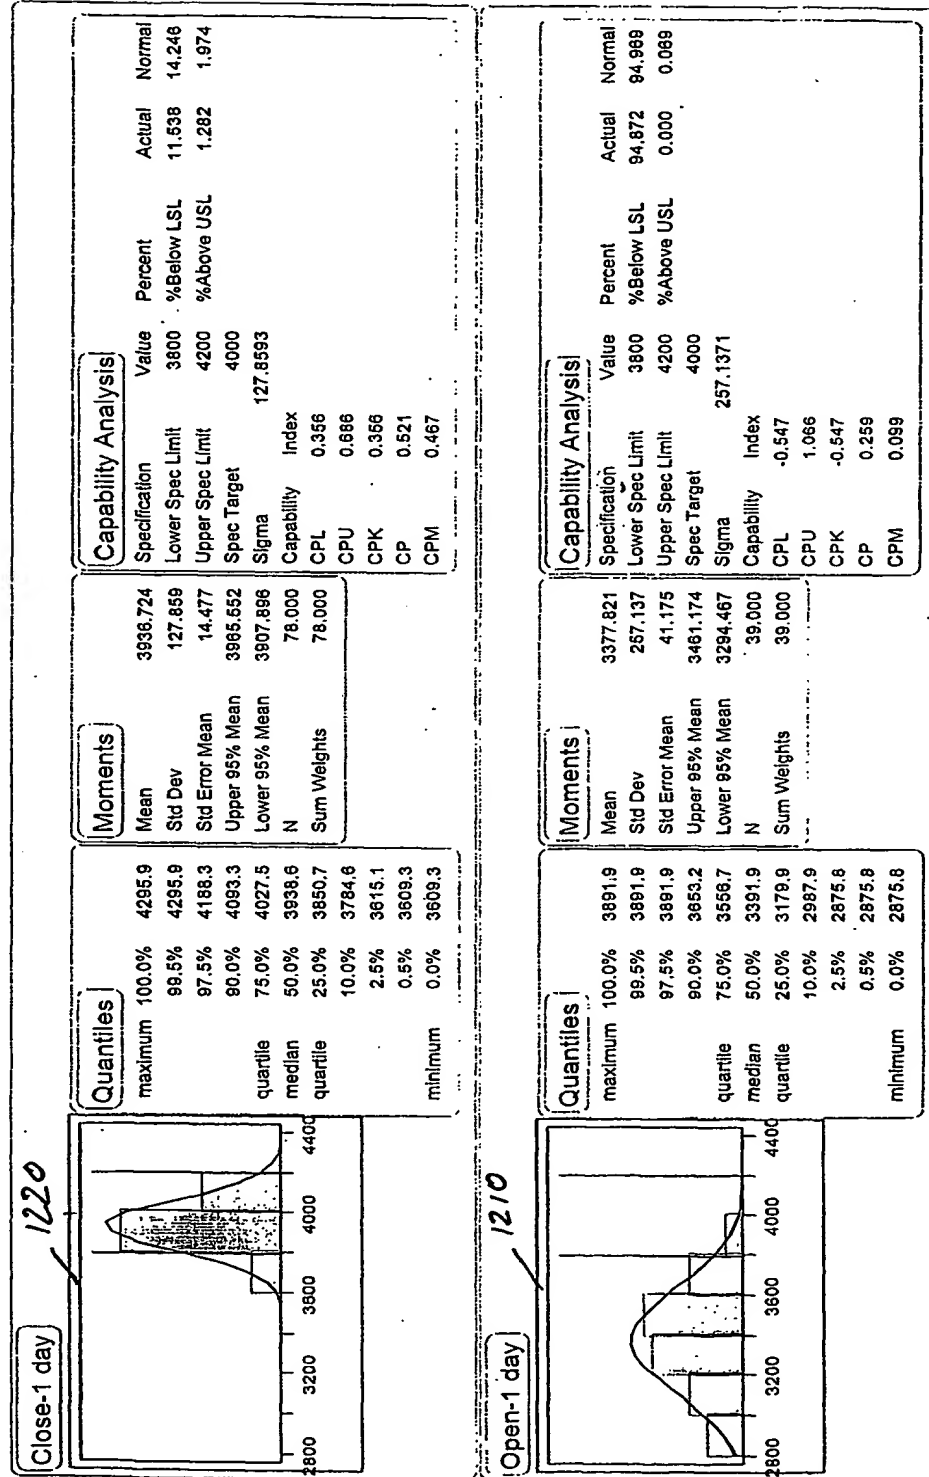 Close-1 day
1220
2800 3200 3600 4000 4400
Quantiles
maximum 100.0% 4295.9
99.5% 4295.9
97.5% 4188.3
90.0% 4093.3
quartile 75.0% 4027.5
median 50.0% 3938.6
quartile 25.0% 3850.7
10.0% 3784.6
2.5% 3615.1
0.5% 3609.3
minimum 0.0% 3609.3
Moments
Mean 3936.724
Std Dev 127.859
Std Error Mean 14.477
Upper 95% Mean 3965.552
Lower 95% Mean 3907.896
N 78.000
Sum Weights 78.000
Capability Analysis
Specification Value Percent Actual Normal
Lower Spec Limit 3800 %Below LSL 11.538 14.246
Upper Spec Limit 4200 %Above USL 1.282 1.974
Spec Target 4000
Sigma 127.8593
Capability Index
CPL 0.356
CPU 0.686
CPK 0.356
CP 0.521
CPM 0.467
Open-1 day
1210
2800 3200 3600 4000 4400
Quantiles
maximum 100.0% 3891.9
99.5% 3891.9
97.5% 3891.9
90.0% 3653.2
quartile 75.0% 3556.7
median 50.0% 3391.9
quartile 25.0% 3179.9
10.0% 2987.9
2.5% 2875.8
0.5% 2875.8
minimum 0.0% 2875.8
Moments
Mean 3377.821
Std Dev 257.137
Std Error Mean 41.175
Upper 95% Mean 3461.174
Lower 95% Mean 3294.467
N 39.000
Sum Weights 39.000
Capability Analysis
Specification Value Percent Actual Normal
Lower Spec Limit 3800 %Below LSL 94.872 94.969
Upper Spec Limit 4200 %Above USL 0.000 0.069
Spec Target 4000
Sigma 257.1371
Capability Index
CPL -0.547
CPU 1.066
CPK -0.547
CP 0.259
CPM 0.099